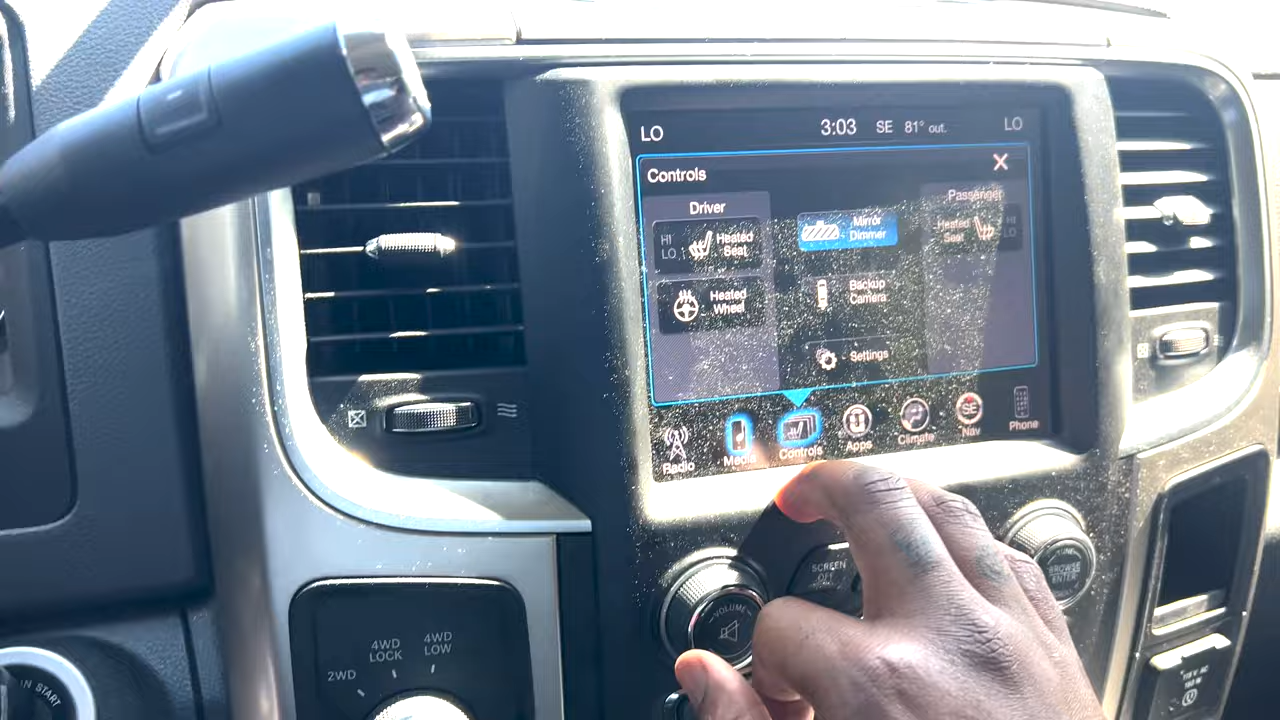 LO
3:03 SE 81° out.
LO
Controls
X
Driver
Passenger
HI
LO
Heated
Seat
Mirror
Dimmer
Heated
Seat
HI
LO
Heated
Wheel
Backup
Camera
Settings
Radio
Media
Controls
Apps
Climate
SE
Nav
Phone
VOLUME
SCREEN
OFF
BROWSE
ENTER
2WD
4WD
LOCK
4WD
LOW
START
115V AC